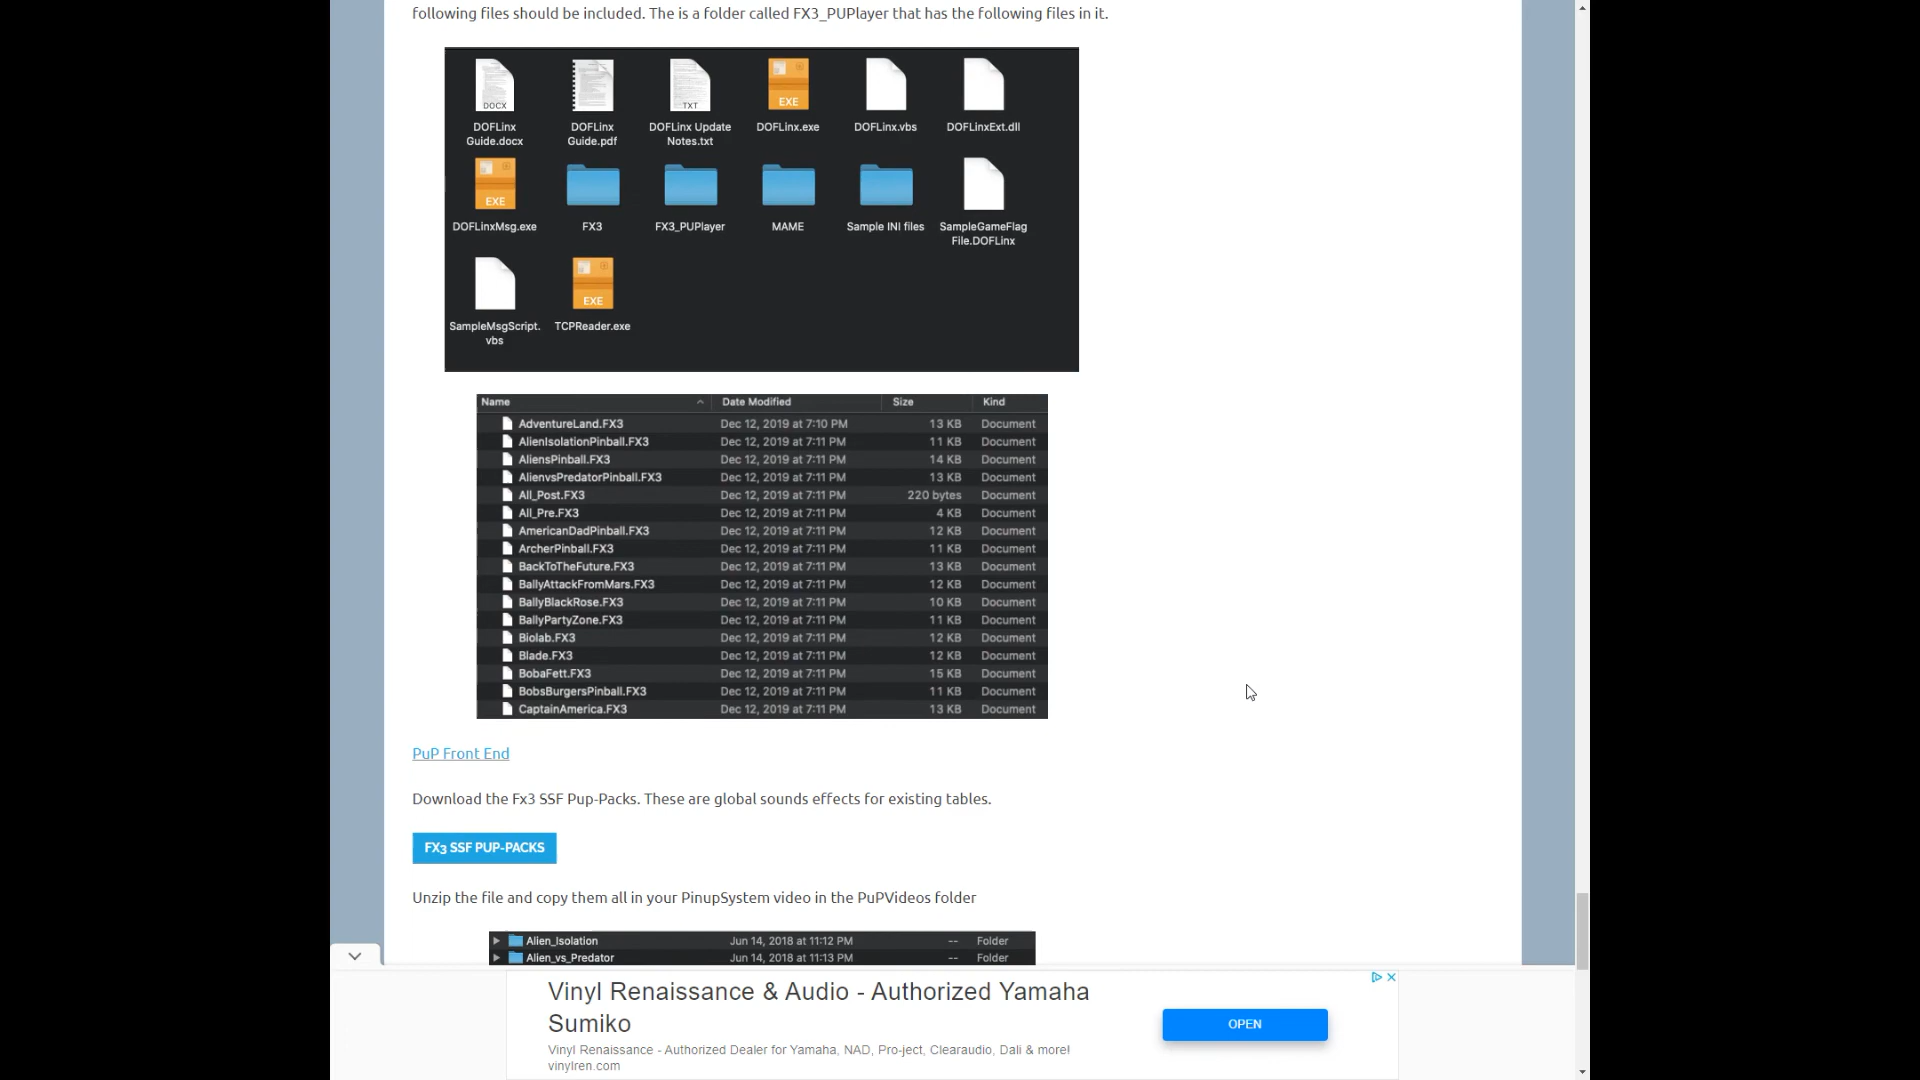 following files should be included. The is a folder called FX3_PUPlayer that has the following files in it.
DOCX
TXT
EXE
DOFLinx Guide.docx
DOFLinx Guide.pdf
DOFLinx Update Notes.txt
DOFLinx.exe
DOFLinx.vbs
DOFLinxExt.dll
EXE
DOFLinxMsg.exe
FX3
FX3_PUPlayer
MAME
Sample INI files
SampleGameFlag File.DOFLinx
EXE
SampleMsgScript. vbs
TCPReader.exe
Name Date Modified Size Kind
AdventureLand.FX3 Dec 12, 2019 at 7:10 PM 13 KB Document
AlienIsolationPinball.FX3 Dec 12, 2019 at 7:11 PM 11 KB Document
AliensPinball.FX3 Dec 12, 2019 at 7:11 PM 14 KB Document
AlienvsPredatorPinball.FX3 Dec 12, 2019 at 7:11 PM 13 KB Document
All_Post.FX3 Dec 12, 2019 at 7:11 PM 220 bytes Document
All_Pre.FX3 Dec 12, 2019 at 7:11 PM 4 KB Document
AmericanDadPinball.FX3 Dec 12, 2019 at 7:11 PM 12 KB Document
ArcherPinball.FX3 Dec 12, 2019 at 7:11 PM 11 KB Document
BackToTheFuture.FX3 Dec 12, 2019 at 7:11 PM 13 KB Document
BallyAttackFromMars.FX3 Dec 12, 2019 at 7:11 PM 12 KB Document
BallyBlackRose.FX3 Dec 12, 2019 at 7:11 PM 10 KB Document
BallyPartyZone.FX3 Dec 12, 2019 at 7:11 PM 11 KB Document
Biolab.FX3 Dec 12, 2019 at 7:11 PM 12 KB Document
Blade.FX3 Dec 12, 2019 at 7:11 PM 12 KB Document
BobaFett.FX3 Dec 12, 2019 at 7:11 PM 15 KB Document
BobsBurgersPinball.FX3 Dec 12, 2019 at 7:11 PM 11 KB Document
CaptainAmerica.FX3 Dec 12, 2019 at 7:11 PM 13 KB Document
PuP Front End
Download the Fx3 SSF Pup-Packs. These are global sounds effects for existing tables.
FX3 SSF PUP-PACKS
Unzip the file and copy them all in your PinupSystem video in the PuPVideos folder
Alien_Isolation Jun 14, 2018 at 11:12 PM -- Folder
Alien_vs_Predator Jun 14, 2018 at 11:13 PM -- Folder
Vinyl Renaissance & Audio - Authorized Yamaha
Sumiko
OPEN
Vinyl Renaissance - Authorized Dealer for Yamaha, NAD, Pro-ject, Clearaudio, Dali & more!
vinylren.com